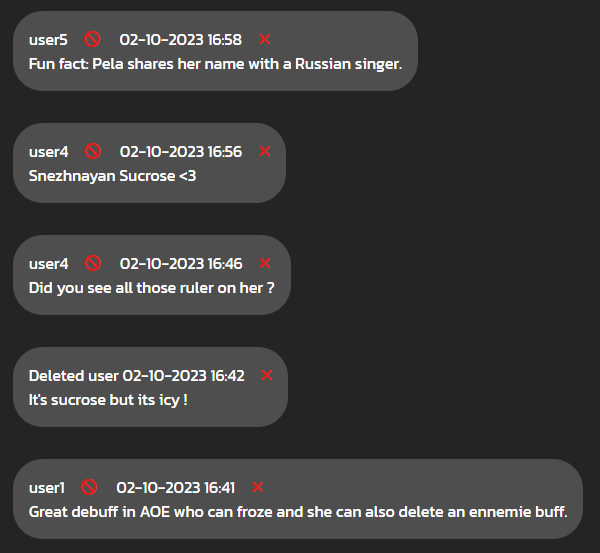 user5 02-10-2023 16:58
Fun fact: Pela shares her name with a Russian singer.
user4 02-10-2023 16:56
Snezhnayan Sucrose <3
user4 02-10-2023 16:46
Did you see all those ruler on her ?
Deleted user 02-10-2023 16:42
It's sucrose but its icy !
user1 02-10-2023 16:41
Great debuff in AOE who can froze and she can also delete an ennemie buff.